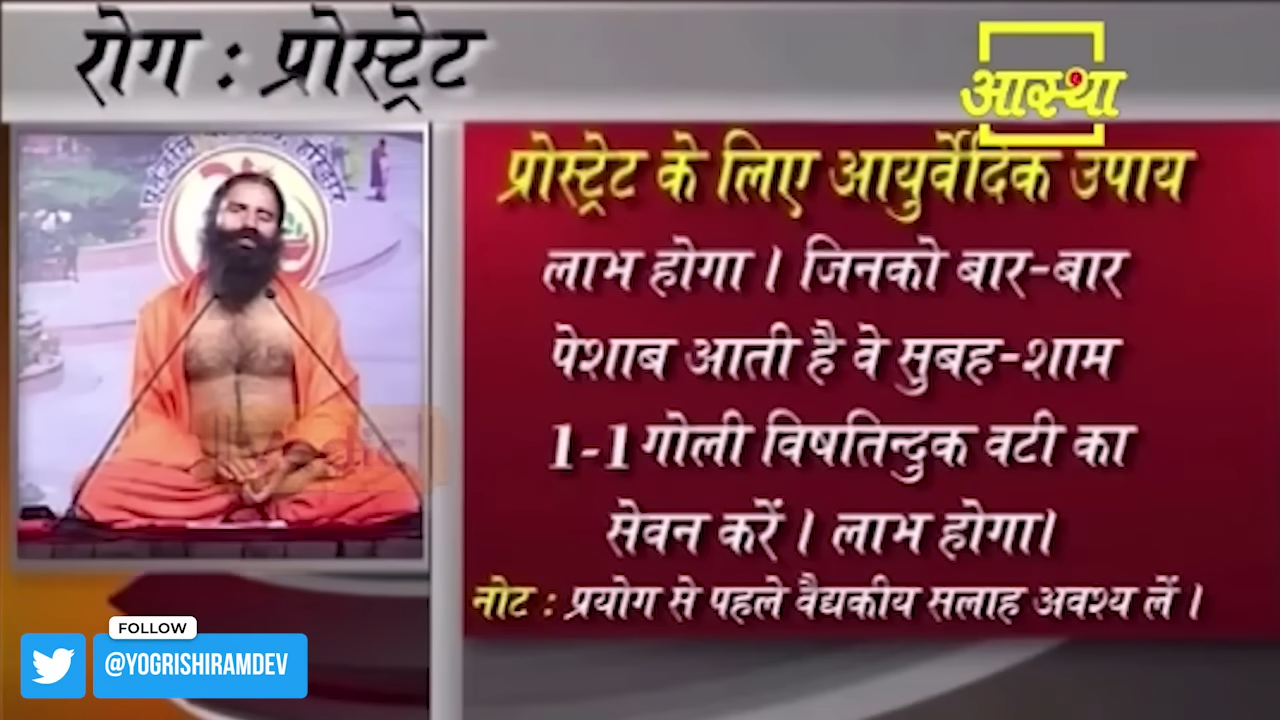 रोग : प्रोस्ट्रेट
आस्था
प्रोस्ट्रेट के लिए आयुर्वेदिक उपाय
लाभ होगा । जिनको बार-बार
पेशाब आती है वे सुबह-शाम
1-1 गोली विषतिन्दुक वटी का
सेवन करें । लाभ होगा।
नोट : प्रयोग से पहले वैद्यकीय सलाह अवश्य लें ।
FOLLOW
@YOGRISHIRAMDEV